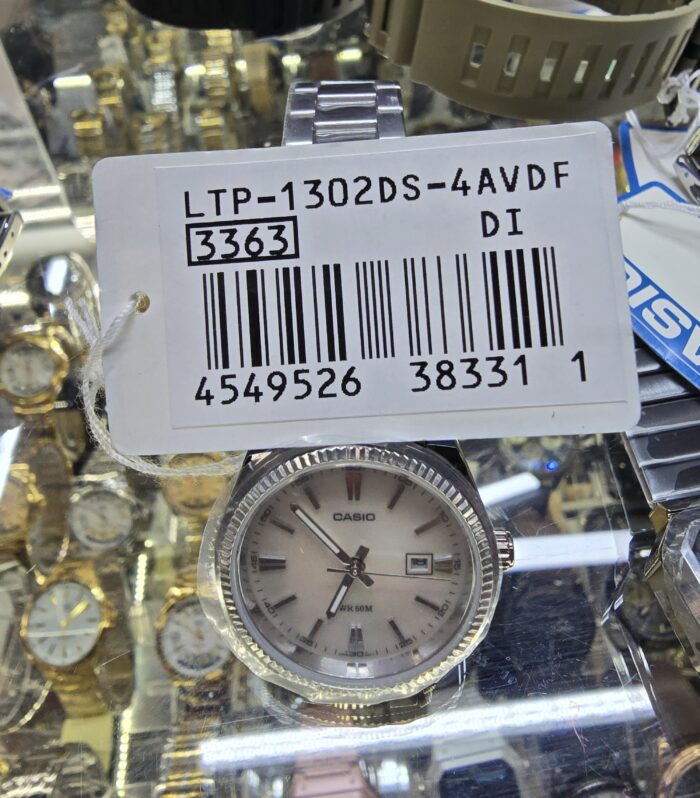 LTP-1302DS-4AVDF
3363 DI
4549526 38331 1
CASIO
WR 50M